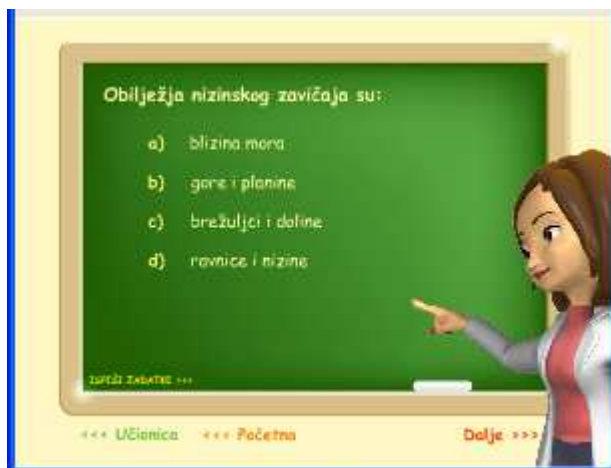 Obilježja nizinskog zavičaja su:
a) blizina mora
b) gore i planine
c) brežuljci i doline
d) ravnice i nizine
ISPIŠI ZADATKE >>>
<<< Učionica <<< Početna Dalje >>>